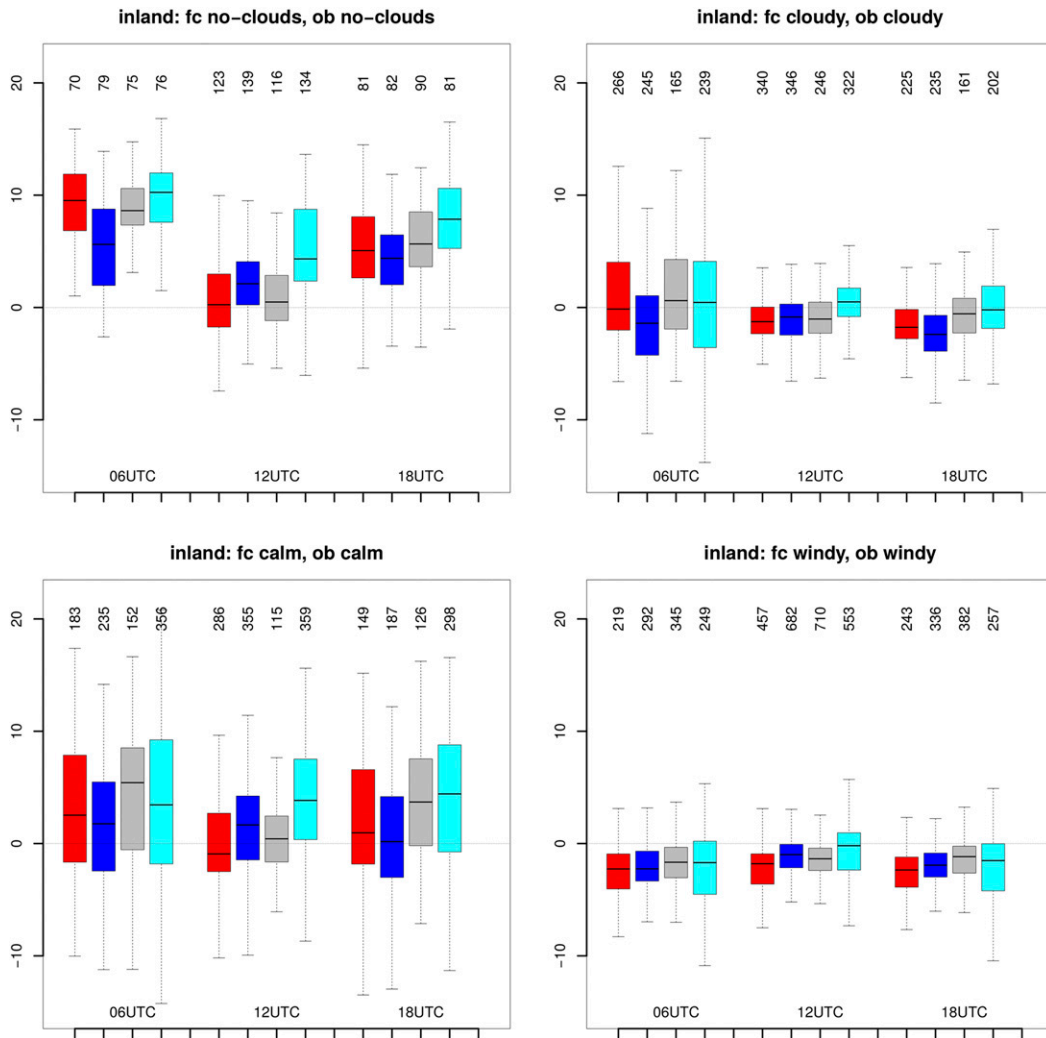 inland: fc no−clouds, ob no−clouds
20
10
0
−10
70 79 75 76 123 139 116 134 81 82 90 81
06UTC 12UTC 18UTC
inland: fc cloudy, ob cloudy
20
10
0
−10
266 245 165 239 340 346 246 322 225 235 161 202
06UTC 12UTC 18UTC
inland: fc calm, ob calm
20
10
0
−10
183 235 152 356 286 355 115 359 149 187 126 298
06UTC 12UTC 18UTC
inland: fc windy, ob windy
20
10
0
−10
219 292 345 249 457 682 710 553 243 336 382 257
06UTC 12UTC 18UTC